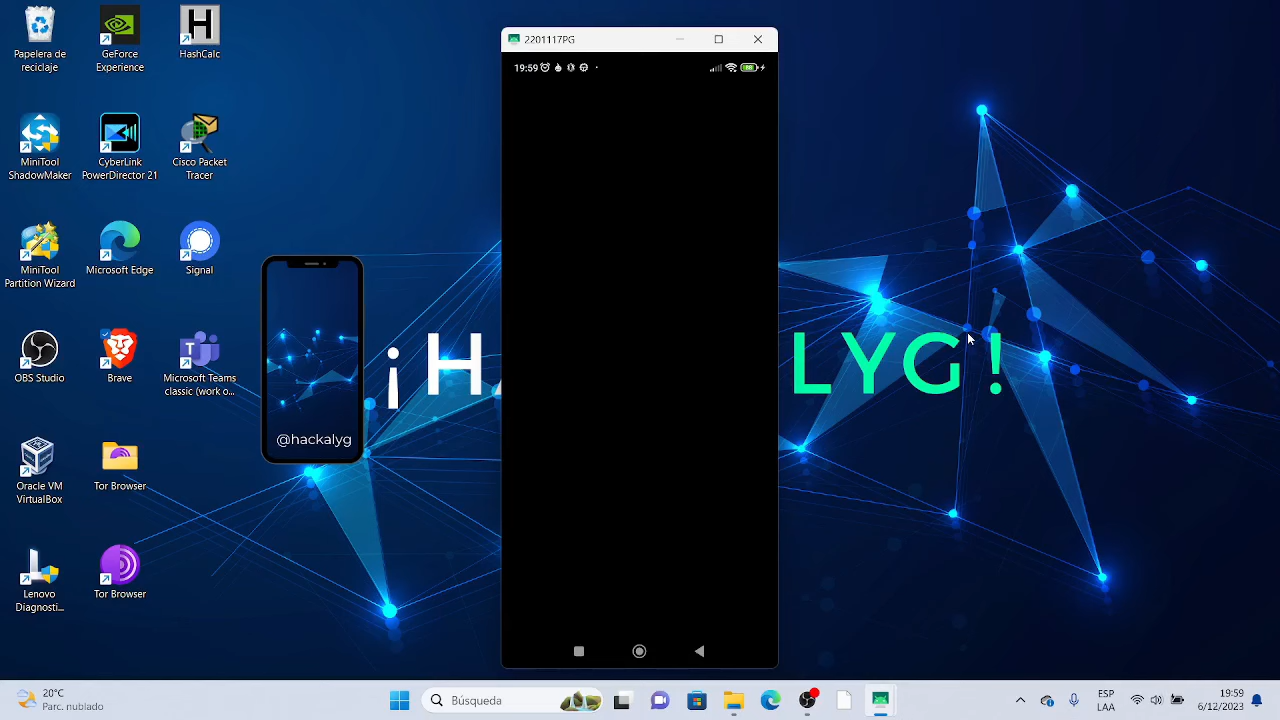 Papelera de
reciclaje
GeForce
Experience
H
HashCalc
MiniTool
ShadowMaker
CyberLink
PowerDirector 21
Cisco Packet
Tracer
MiniTool
Partition Wizard
Microsoft Edge
Signal
OBS Studio
Brave
T
Microsoft Teams
classic (work o...
Oracle VM
VirtualBox
Tor Browser
Lenovo
Diagnosti...
Tor Browser
@hackalyg
¡HA
LYG!
2201117PG
19:59
88
20°C
Parc. nublado
Búsqueda
ESP
LAA
19:59
6/12/2023